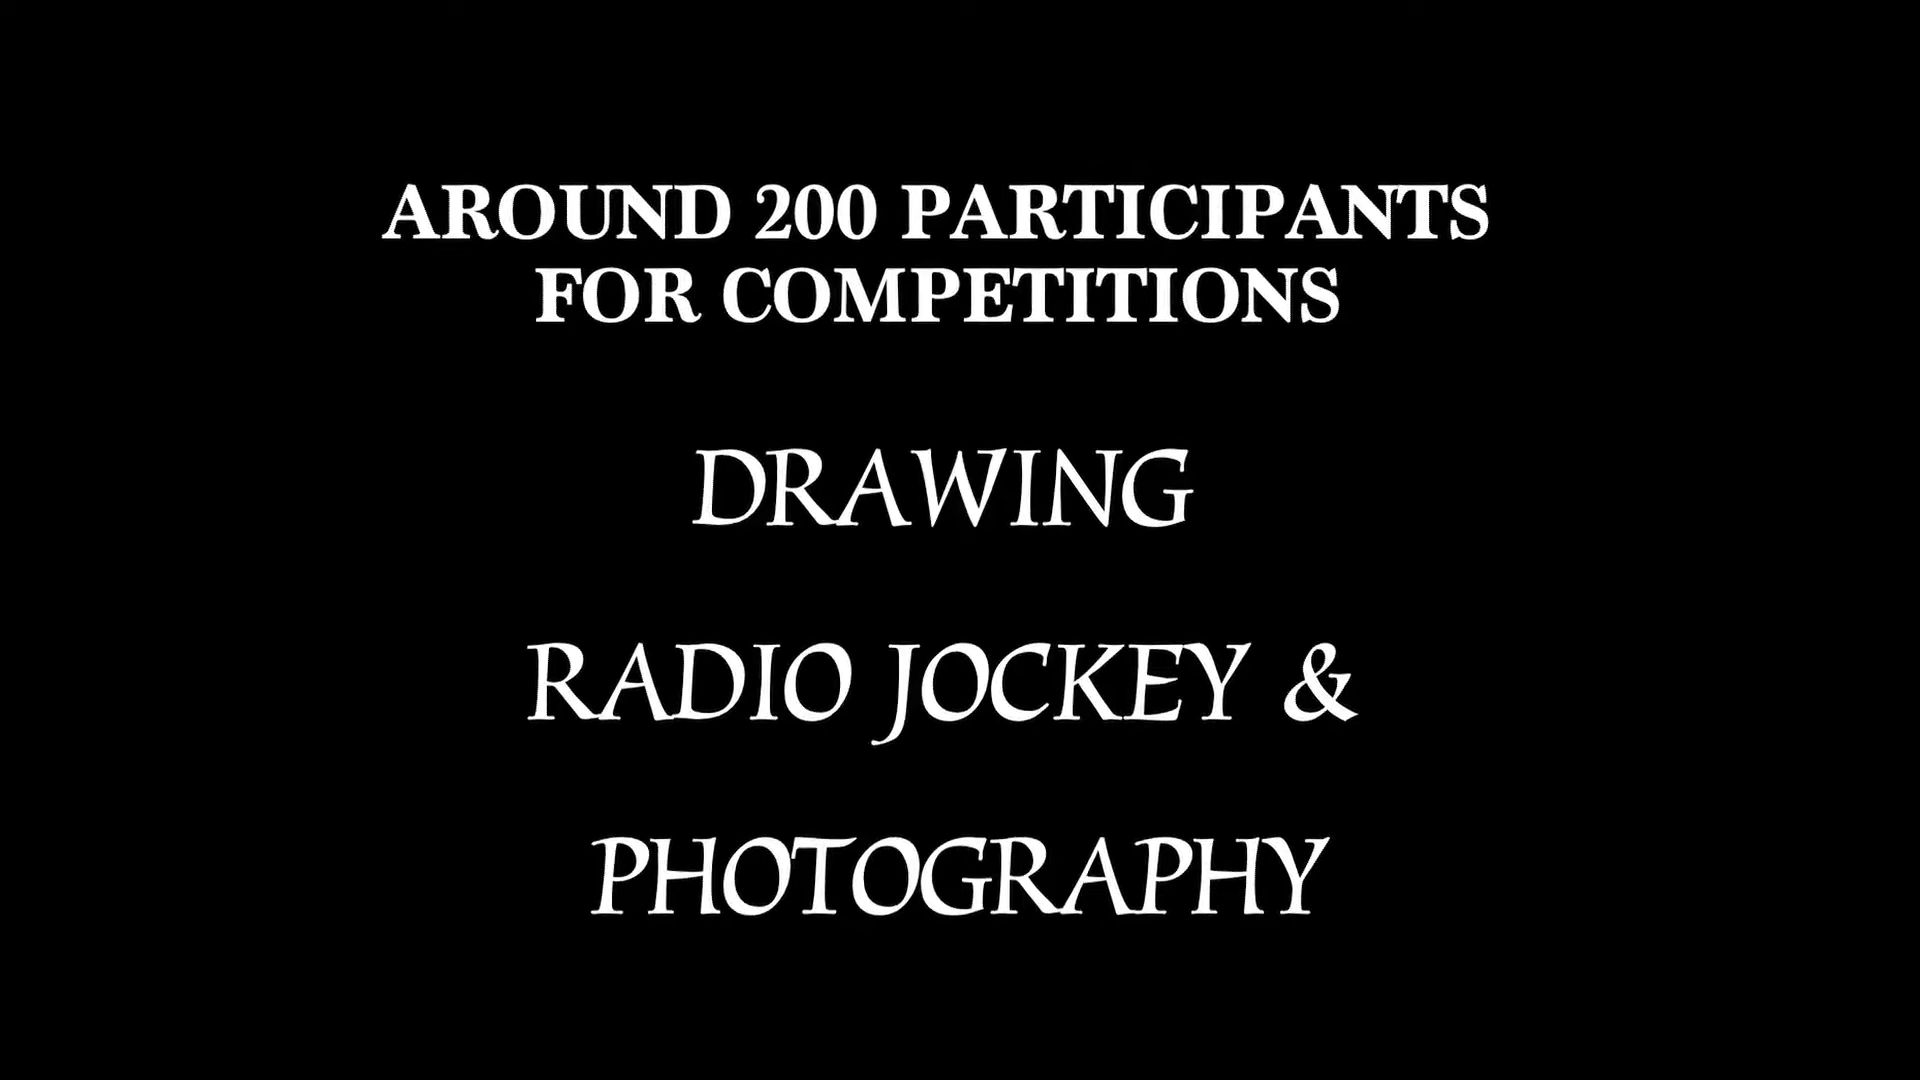 AROUND 200 PARTICIPANTS
FOR COMPETITIONS
DRAWING
RADIO JOCKEY &
PHOTOGRAPHY